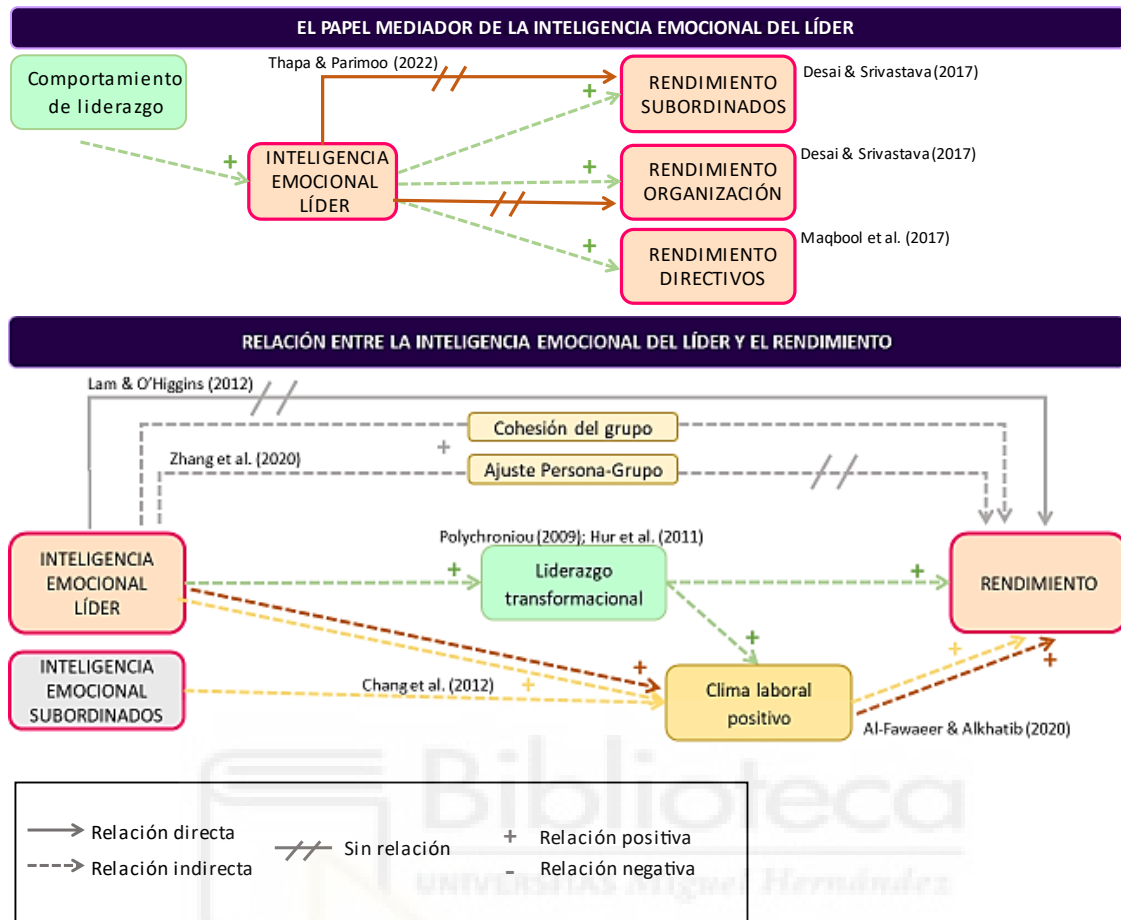 EL PAPEL MEDIADOR DE LA INTELIGENCIA EMOCIONAL DEL LÍDER
Comportamiento
de liderazgo
Thapa & Parimoo (2022)
+
INTELIGENCIA
EMOCIONAL
LÍDER
+
RENDIMIENTO
SUBORDINADOS
Desai & Srivastava (2017)
+
RENDIMIENTO
ORGANIZACIÓN
Desai & Srivastava (2017)
+
RENDIMIENTO
DIRECTIVOS
Maqbool et al. (2017)
RELACIÓN ENTRE LA INTELIGENCIA EMOCIONAL DEL LÍDER Y EL RENDIMIENTO
Lam & O'Higgins (2012)
Cohesión del grupo
+
Zhang et al. (2020)
Ajuste Persona-Grupo
Polychroniou (2009); Hur et al. (2011)
INTELIGENCIA
EMOCIONAL
LÍDER
+
Liderazgo
transformacional
+
RENDIMIENTO
+
+
+
+
+
INTELIGENCIA
EMOCIONAL
SUBORDINADOS
Chang et al. (2012)
Clima laboral
positivo
Al-Fawaeer & Alkhatib (2020)
Relación directa
Relación indirecta
Sin relación
+ Relación positiva
- Relación negativa
Biblioteca
UNIVERSITAS Miguel Hernández